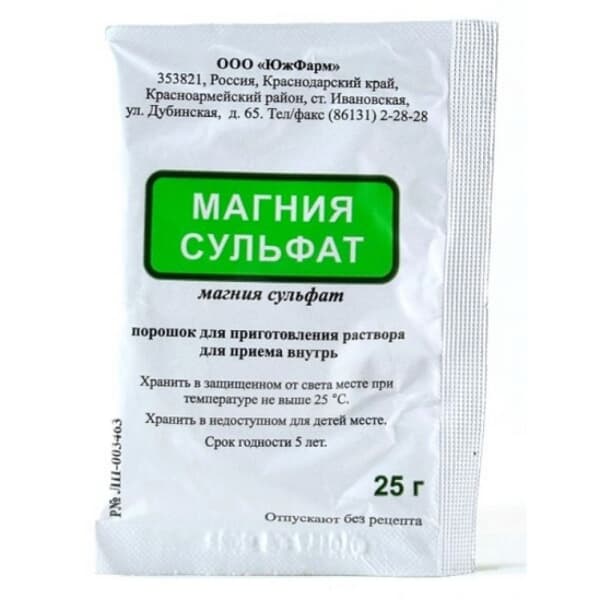 ООО «ЮжФарм»
353821, Россия, Краснодарский край,
Красноармейский район, ст. Ивановская,
ул. Дубинская, д. 65. Тел/факс (86131) 2-28-28
МАГНИЯ
СУЛЬФАТ
магния сульфат
порошок для приготовления раствора
для приема внутрь
Хранить в защищенном от света месте при
температуре не выше 25 °С.
Хранить в недоступном для детей месте.
Срок годности 5 лет.
Р№ ЛП-003463
25 г
Отпускают без рецепта